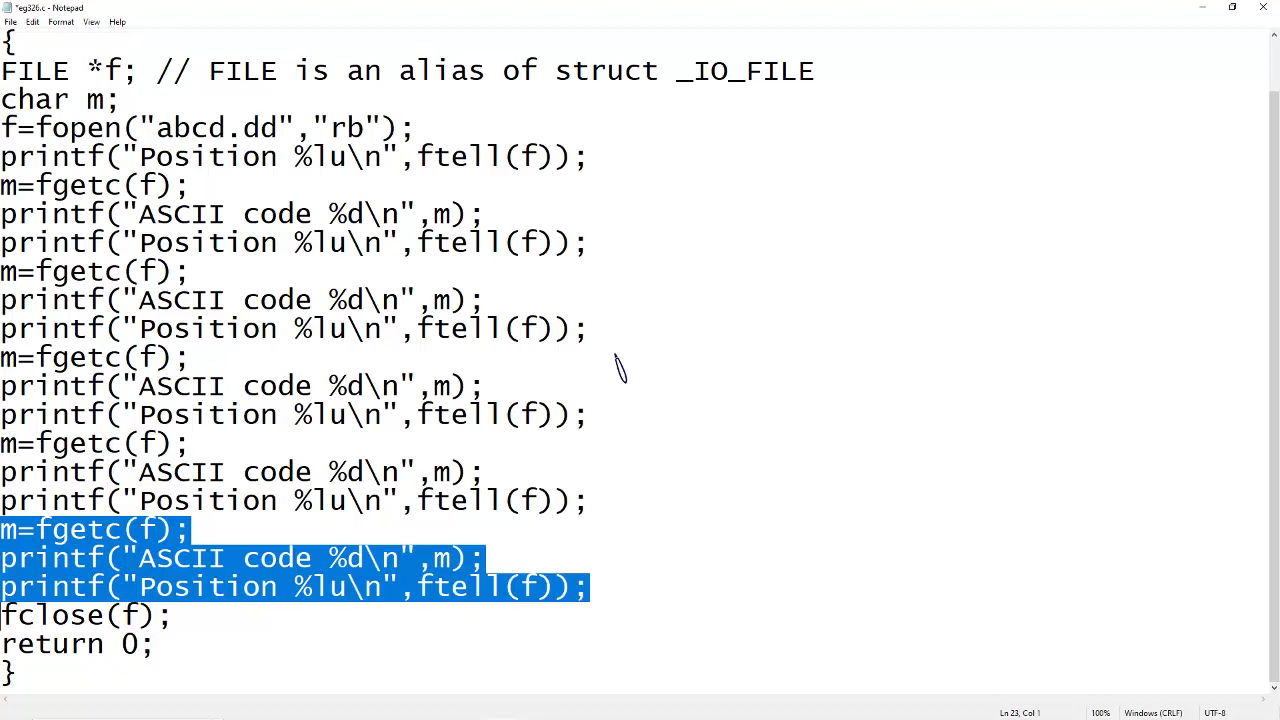 *eg326.c - Notepad
File Edit Format View Help
{
FILE *f; // FILE is an alias of struct _IO_FILE
char m;
f=fopen("abcd.dd","rb");
printf("Position %lu\n",ftell(f));
m=fgetc(f);
printf("ASCII code %d\n",m);
printf("Position %lu\n",ftell(f));
m=fgetc(f);
printf("ASCII code %d\n",m);
printf("Position %lu\n",ftell(f));
m=fgetc(f);
printf("ASCII code %d\n",m);
printf("Position %lu\n",ftell(f));
m=fgetc(f);
printf("ASCII code %d\n",m);
printf("Position %lu\n",ftell(f));
m=fgetc(f);
printf("ASCII code %d\n",m);
printf("Position %lu\n",ftell(f));
fclose(f);
return 0;
}
Ln 23, Col 1 100% Windows (CRLF) UTF-8